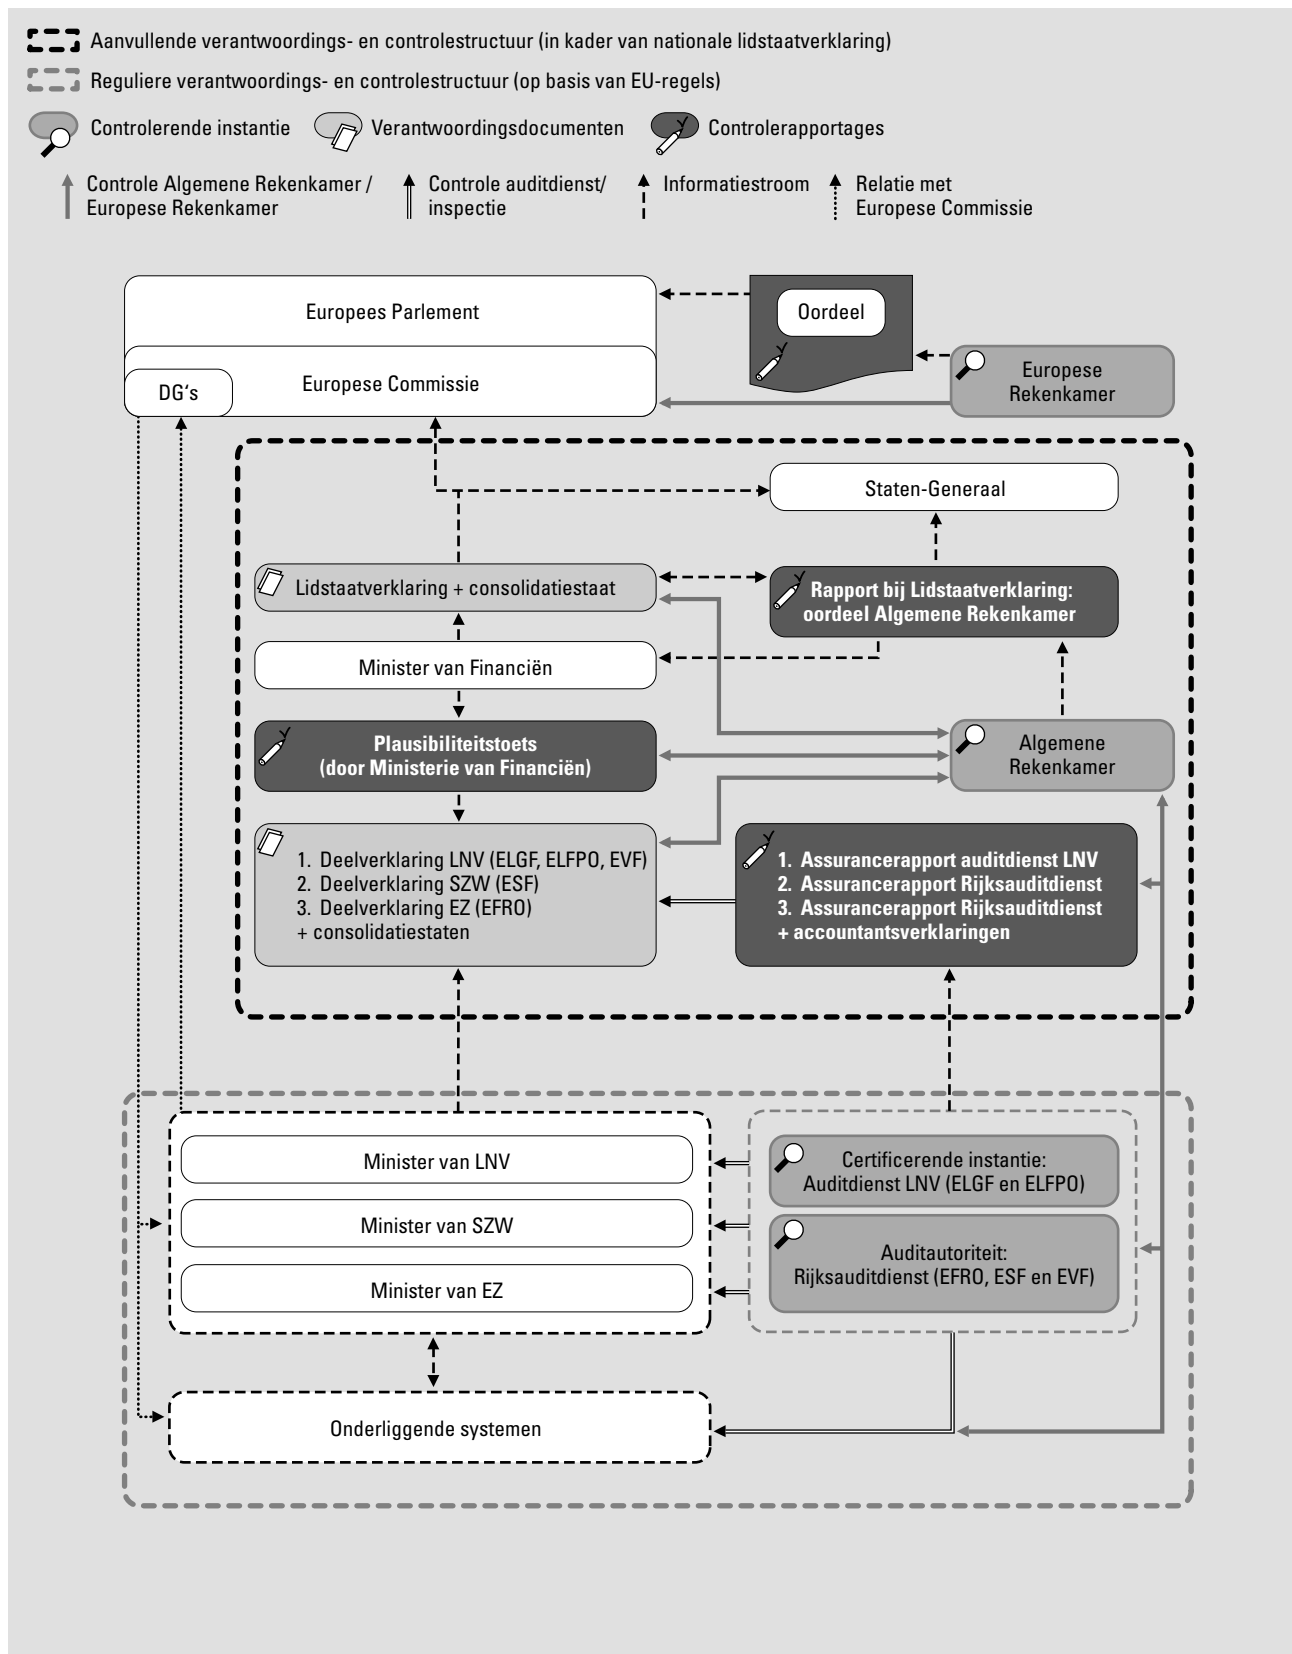 Aanvullende verantwoordings- en controlestructuur (in kader van nationale lidstaatverklaring)
Reguliere verantwoordings- en controlestructuur (op basis van EU-regels)
Controlerende instantie
Verantwoordingsdocumenten
Controlerapportages
Controle Algemene Rekenkamer /
Europese Rekenkamer
Controle auditdienst/
inspectie
Informatiestroom
Relatie met
Europese Commissie
Europees Parlement
Oordeel
Europese Commissie
DG‘s
Europese
Rekenkamer
Staten-Generaal
Lidstaatverklaring + consolidatiestaat
Rapport bij Lidstaatverklaring:
oordeel Algemene Rekenkamer
Minister van Financiën
Plausibiliteitstoets
(door Ministerie van Financiën)
Algemene
Rekenkamer
1. Deelverklaring LNV (ELGF, ELFPO, EVF)
2. Deelverklaring SZW (ESF)
3. Deelverklaring EZ (EFRO)
+ consolidatiestaten
1. Assurancerapport auditdienst LNV
2. Assurancerapport Rijksauditdienst
3. Assurancerapport Rijksauditdienst
+ accountantsverklaringen
Minister van LNV
Minister van SZW
Minister van EZ
Certificerende instantie:
Auditdienst LNV (ELGF en ELFPO)
Auditautoriteit:
Rijksauditdienst (EFRO, ESF en EVF)
Onderliggende systemen